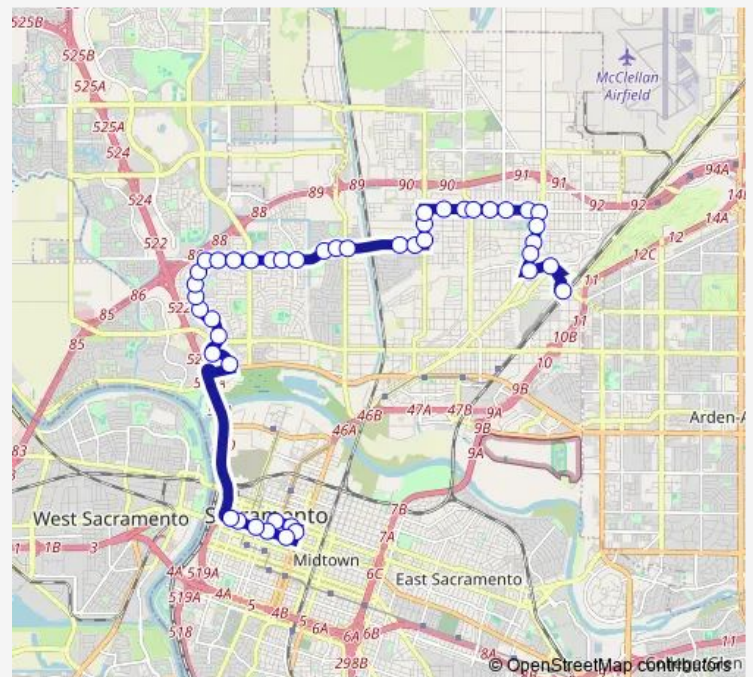 525B
525B
525A
525A
524
524
522
McClellan
Airfield
94A
14A
12
12C
11
11
10B
10
92
92
91
91
90
90
89
89
88
88
86
85
85
83
522
9B
9A
9B
9A
47B
47A
46B
46A
Arden-A
West Sacramento
Sacramento
Midtown
East Sacramento
1B
3
4A
519A
519A
518
4A
4B
5
5
6A
6B
6A
6C
7A
7B
298B
8A
11
© OpenStreetMap contributors